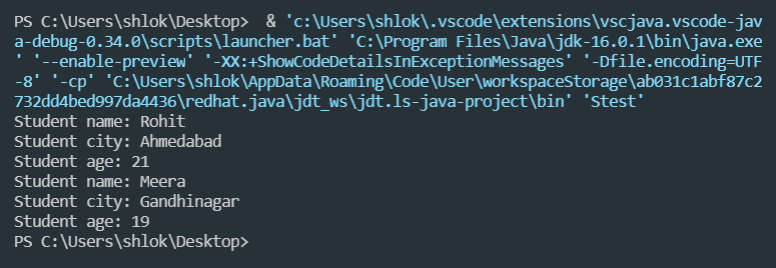 PS C:\Users\shlok\Desktop>  & 'c:\Users\shlok\.vscode\extensions\vscjava.vscode-jav
a-debug-0.34.0\scripts\launcher.bat' 'C:\Program Files\Java\jdk-16.0.1\bin\java.exe
' '--enable-preview' '-XX:+ShowCodeDetailsInExceptionMessages' '-Dfile.encoding=UTF
-8' '-cp' 'C:\Users\shlok\AppData\Roaming\Code\User\workspaceStorage\ab031c1abf87c2
732dd4bed997da4436\redhat.java\jdt_ws\jdt.ls-java-project\bin' 'Stest'
Student name: Rohit
Student city: Ahmedabad
Student age: 21
Student name: Meera
Student city: Gandhinagar
Student age: 19
PS C:\Users\shlok\Desktop>